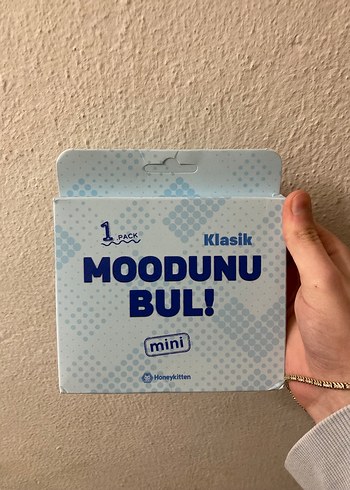 1 PACK
Klasik
MOODUNU
BUL!
mini
Honeykitten